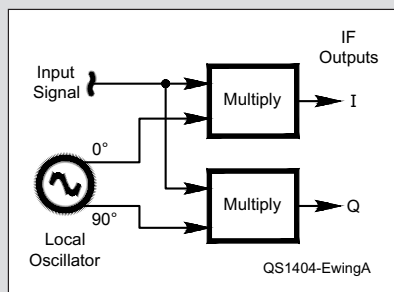 IF
Outputs
Input
Signal
Multiply
I
0°
Multiply
Q
90°
Local
Oscillator
QS1404-EwingA